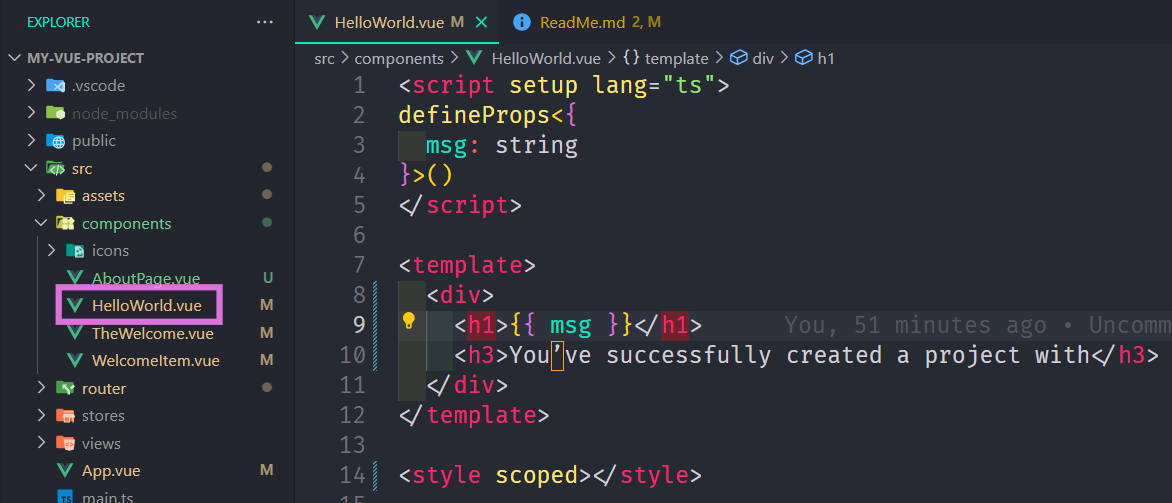 EXPLORER ...
HelloWorld.vue M
ReadMe.md 2, M
MY-VUE-PROJECT
.vscode
node_modules
public
src
assets
components
icons
AboutPage.vue U
HelloWorld.vue M
TheWelcome.vue M
WelcomeItem.vue M
router
stores
views
App.vue M
TS main.ts
src > components > HelloWorld.vue > {} template > div > h1
1 <script setup lang="ts">
2 defineProps<{
3 msg: string
4 }>()
5 </script>
6
7 <template>
8 <div>
9 <h1>{{ msg }}</h1> You, 51 minutes ago • Uncomm
10 <h3>You’ve successfully created a project with</h3>
11 </div>
12 </template>
13
14 <style scoped></style>
15